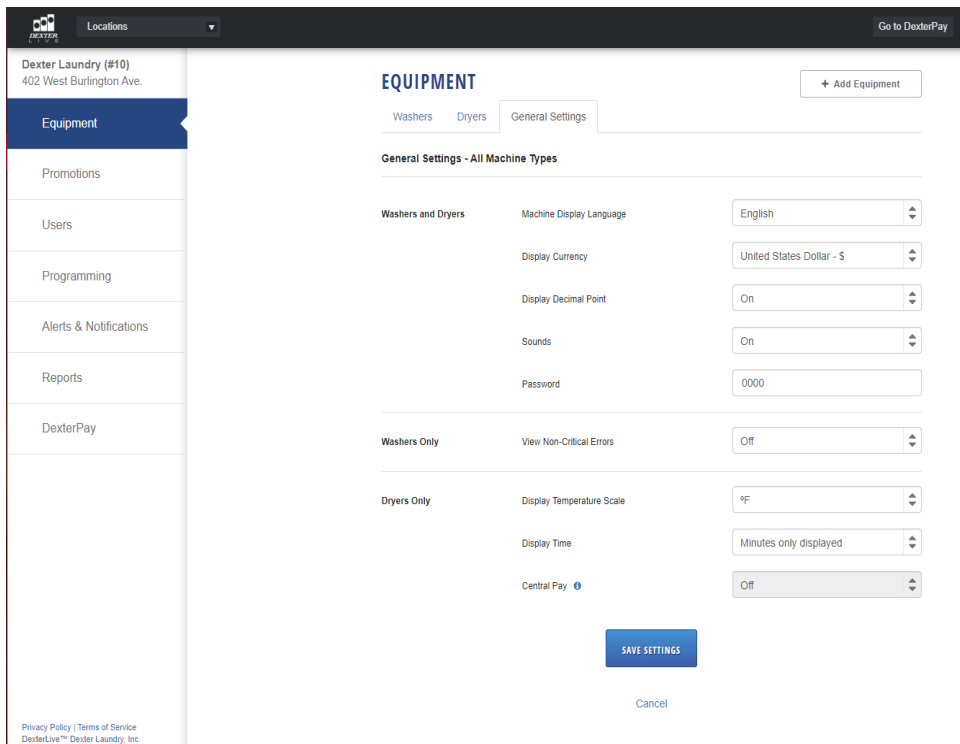 DEXTER
LIVE
Locations
Go to DexterPay
Dexter Laundry (#10)
402 West Burlington Ave.
Equipment
Promotions
Users
Programming
Alerts & Notifications
Reports
DexterPay
Privacy Policy | Terms of Service
DexterLive™ Dexter Laundry, Inc.
EQUIPMENT
+ Add Equipment
Washers Dryers General Settings
General Settings - All Machine Types
Washers and Dryers Machine Display Language English
Display Currency United States Dollar - $
Display Decimal Point On
Sounds On
Password 0000
Washers Only View Non-Critical Errors Off
Dryers Only Display Temperature Scale ºF
Display Time Minutes only displayed
Central Pay Off
SAVE SETTINGS
Cancel